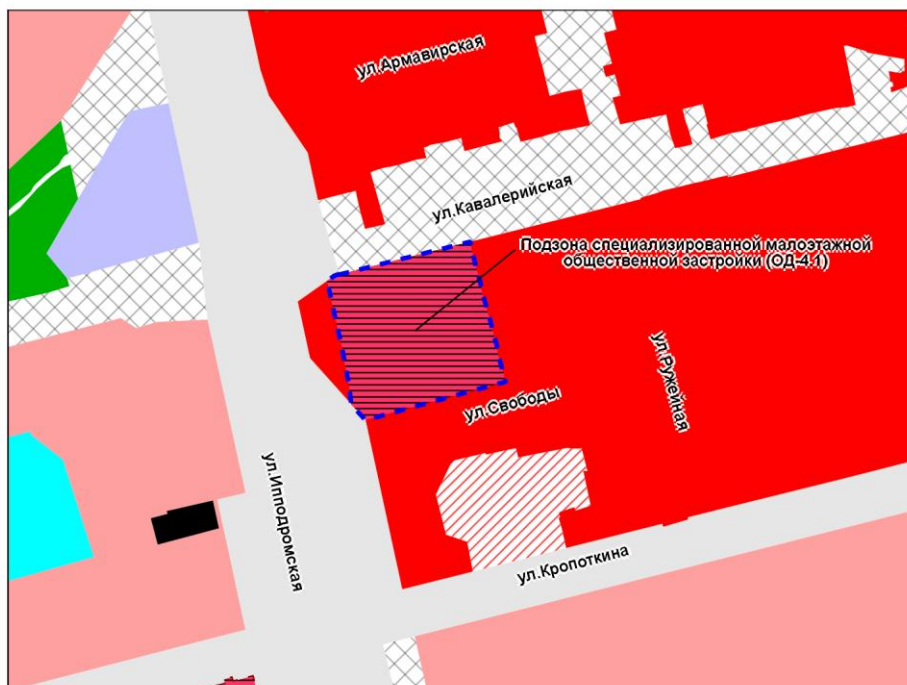 ул.Армавирская
ул.Кавалерийская
Подзона специализированной малоэтажной
общественной застройки (ОД-4.1)
ул.Ружейная
ул.Свободы
ул.Ипподромская
ул.Кропоткина